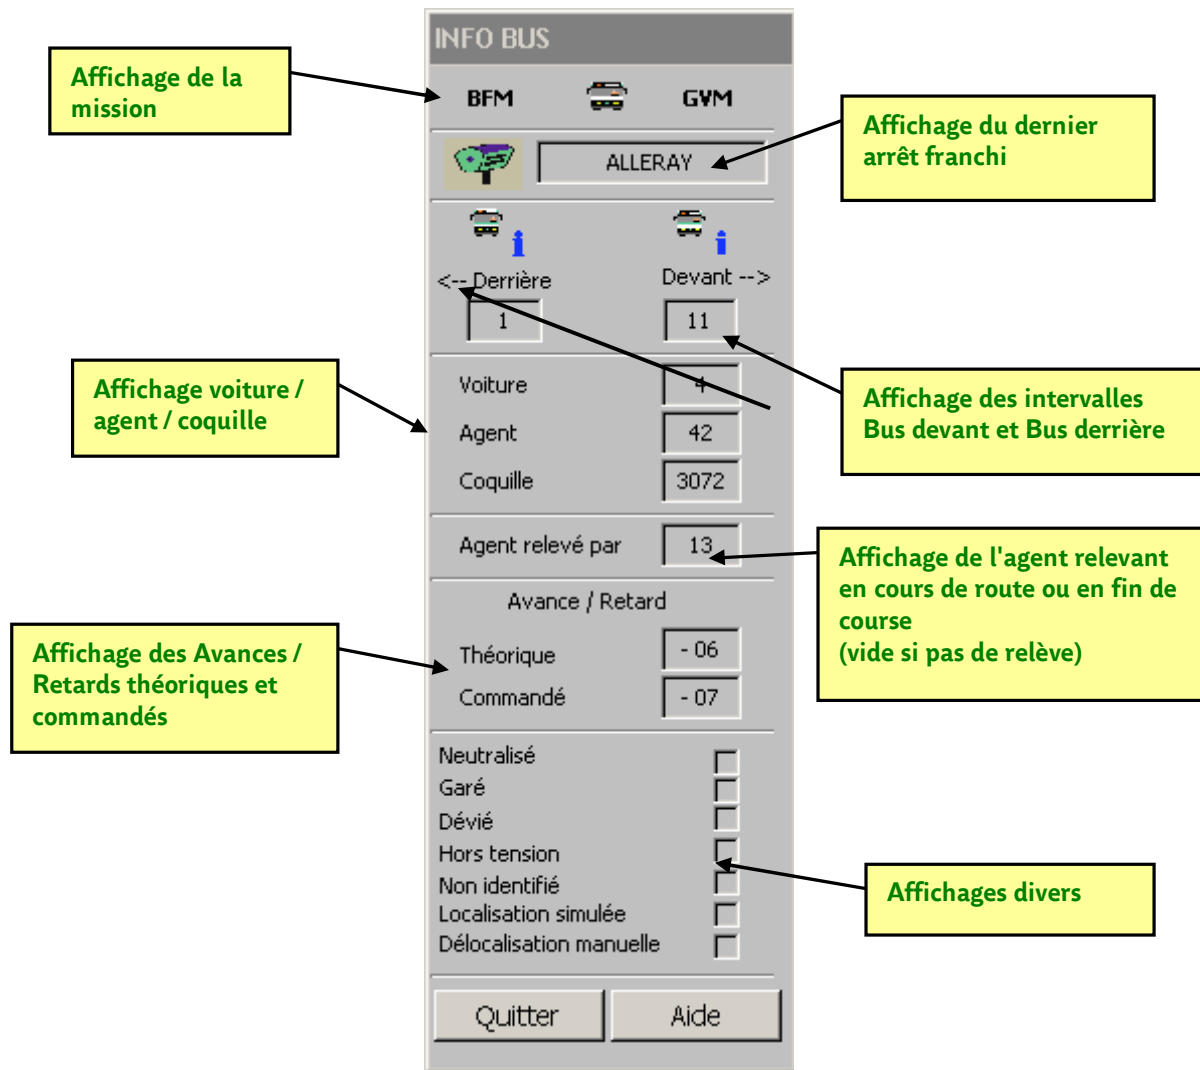 INFO BUS
Affichage de la
mission
BFM
GVM
Affichage du dernier
arrêt franchi
ALLERAY
<-- Derrière
Devant -->
1
11
Affichage voiture /
agent / coquille
Voiture
4
Agent
42
Coquille
3072
Affichage des intervalles
Bus devant et Bus derrière
Agent relevé par
13
Affichage de l'agent relevant
en cours de route ou en fin de
course
(vide si pas de relève)
Avance / Retard
Affichage des Avances /
Retards théoriques et
commandés
Théorique
- 06
Commandé
- 07
Neutralisé
Garé
Dévié
Hors tension
Non identifié
Localisation simulée
Délocalisation manuelle
Affichages divers
Quitter
Aide